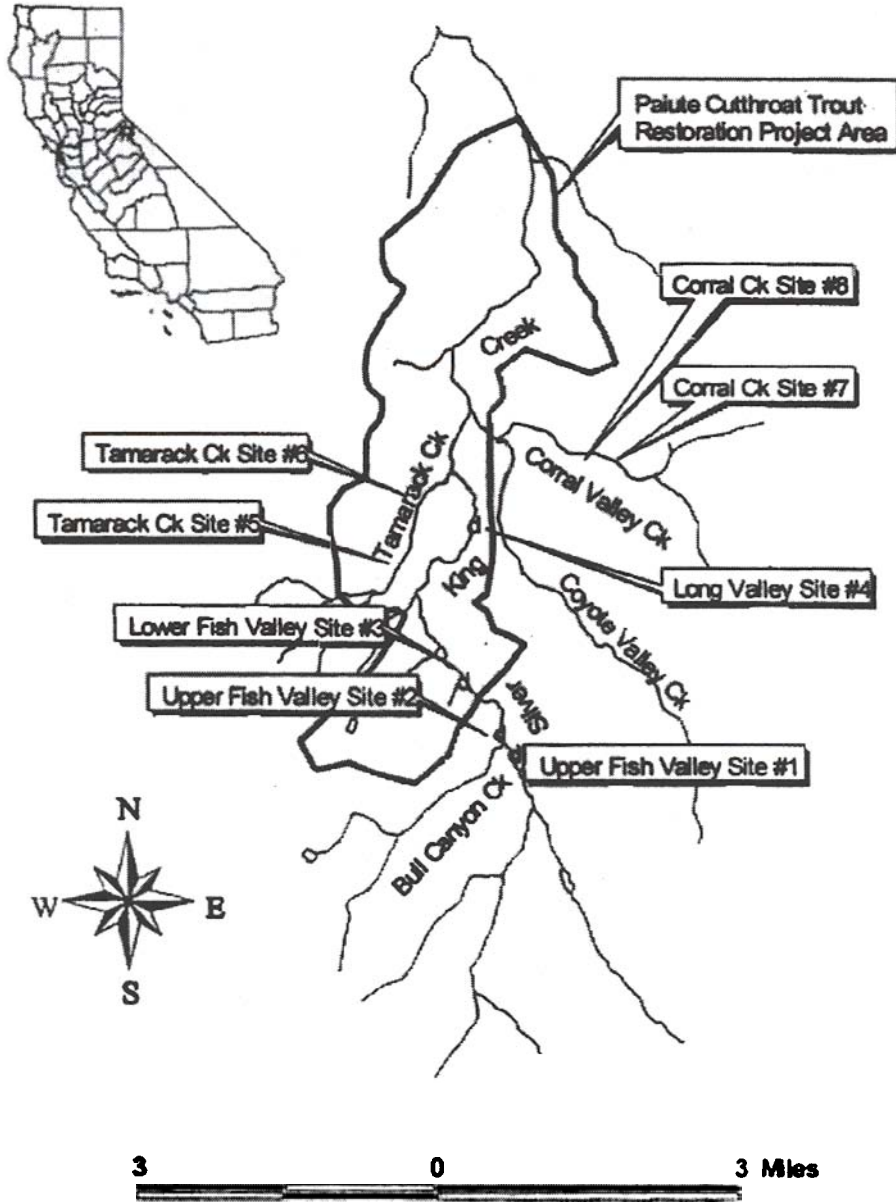 Paiute Cutthroat Trout
Restoration Project Area
Corral Ck Site #8
Creek
Corral Ck Site #7
Tamarack Ck Site #6
Tamarack Ck
Corral Valley Ck
Tamarack Ck Site #5
King
Long Valley Site #4
Coyote Valley Ck
Lower Fish Valley Site #3
Upper Fish Valley Site #2
Silver
Upper Fish Valley Site #1
Bull Canyon Ck
N
W E
S
3 0 3 Miles